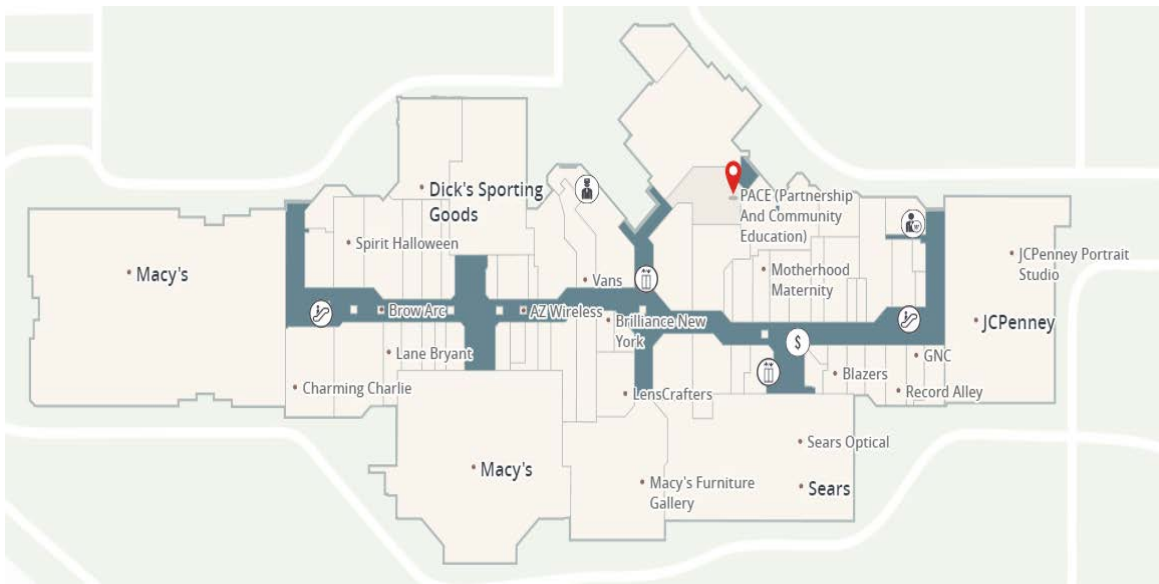 Dick's Sporting
Goods
PACE (Partnership
And Community
Education)
Spirit Halloween
Macy's
JCPenney Portrait
Studio
Motherhood
Maternity
Vans
Brow Arc
AZ Wireless
Brilliance New
York
JCPenney
$
Lane Bryant
GNC
Blazers
Charming Charlie
LensCrafters
Record Alley
Sears Optical
Macy's
Macy's Furniture
Gallery
Sears